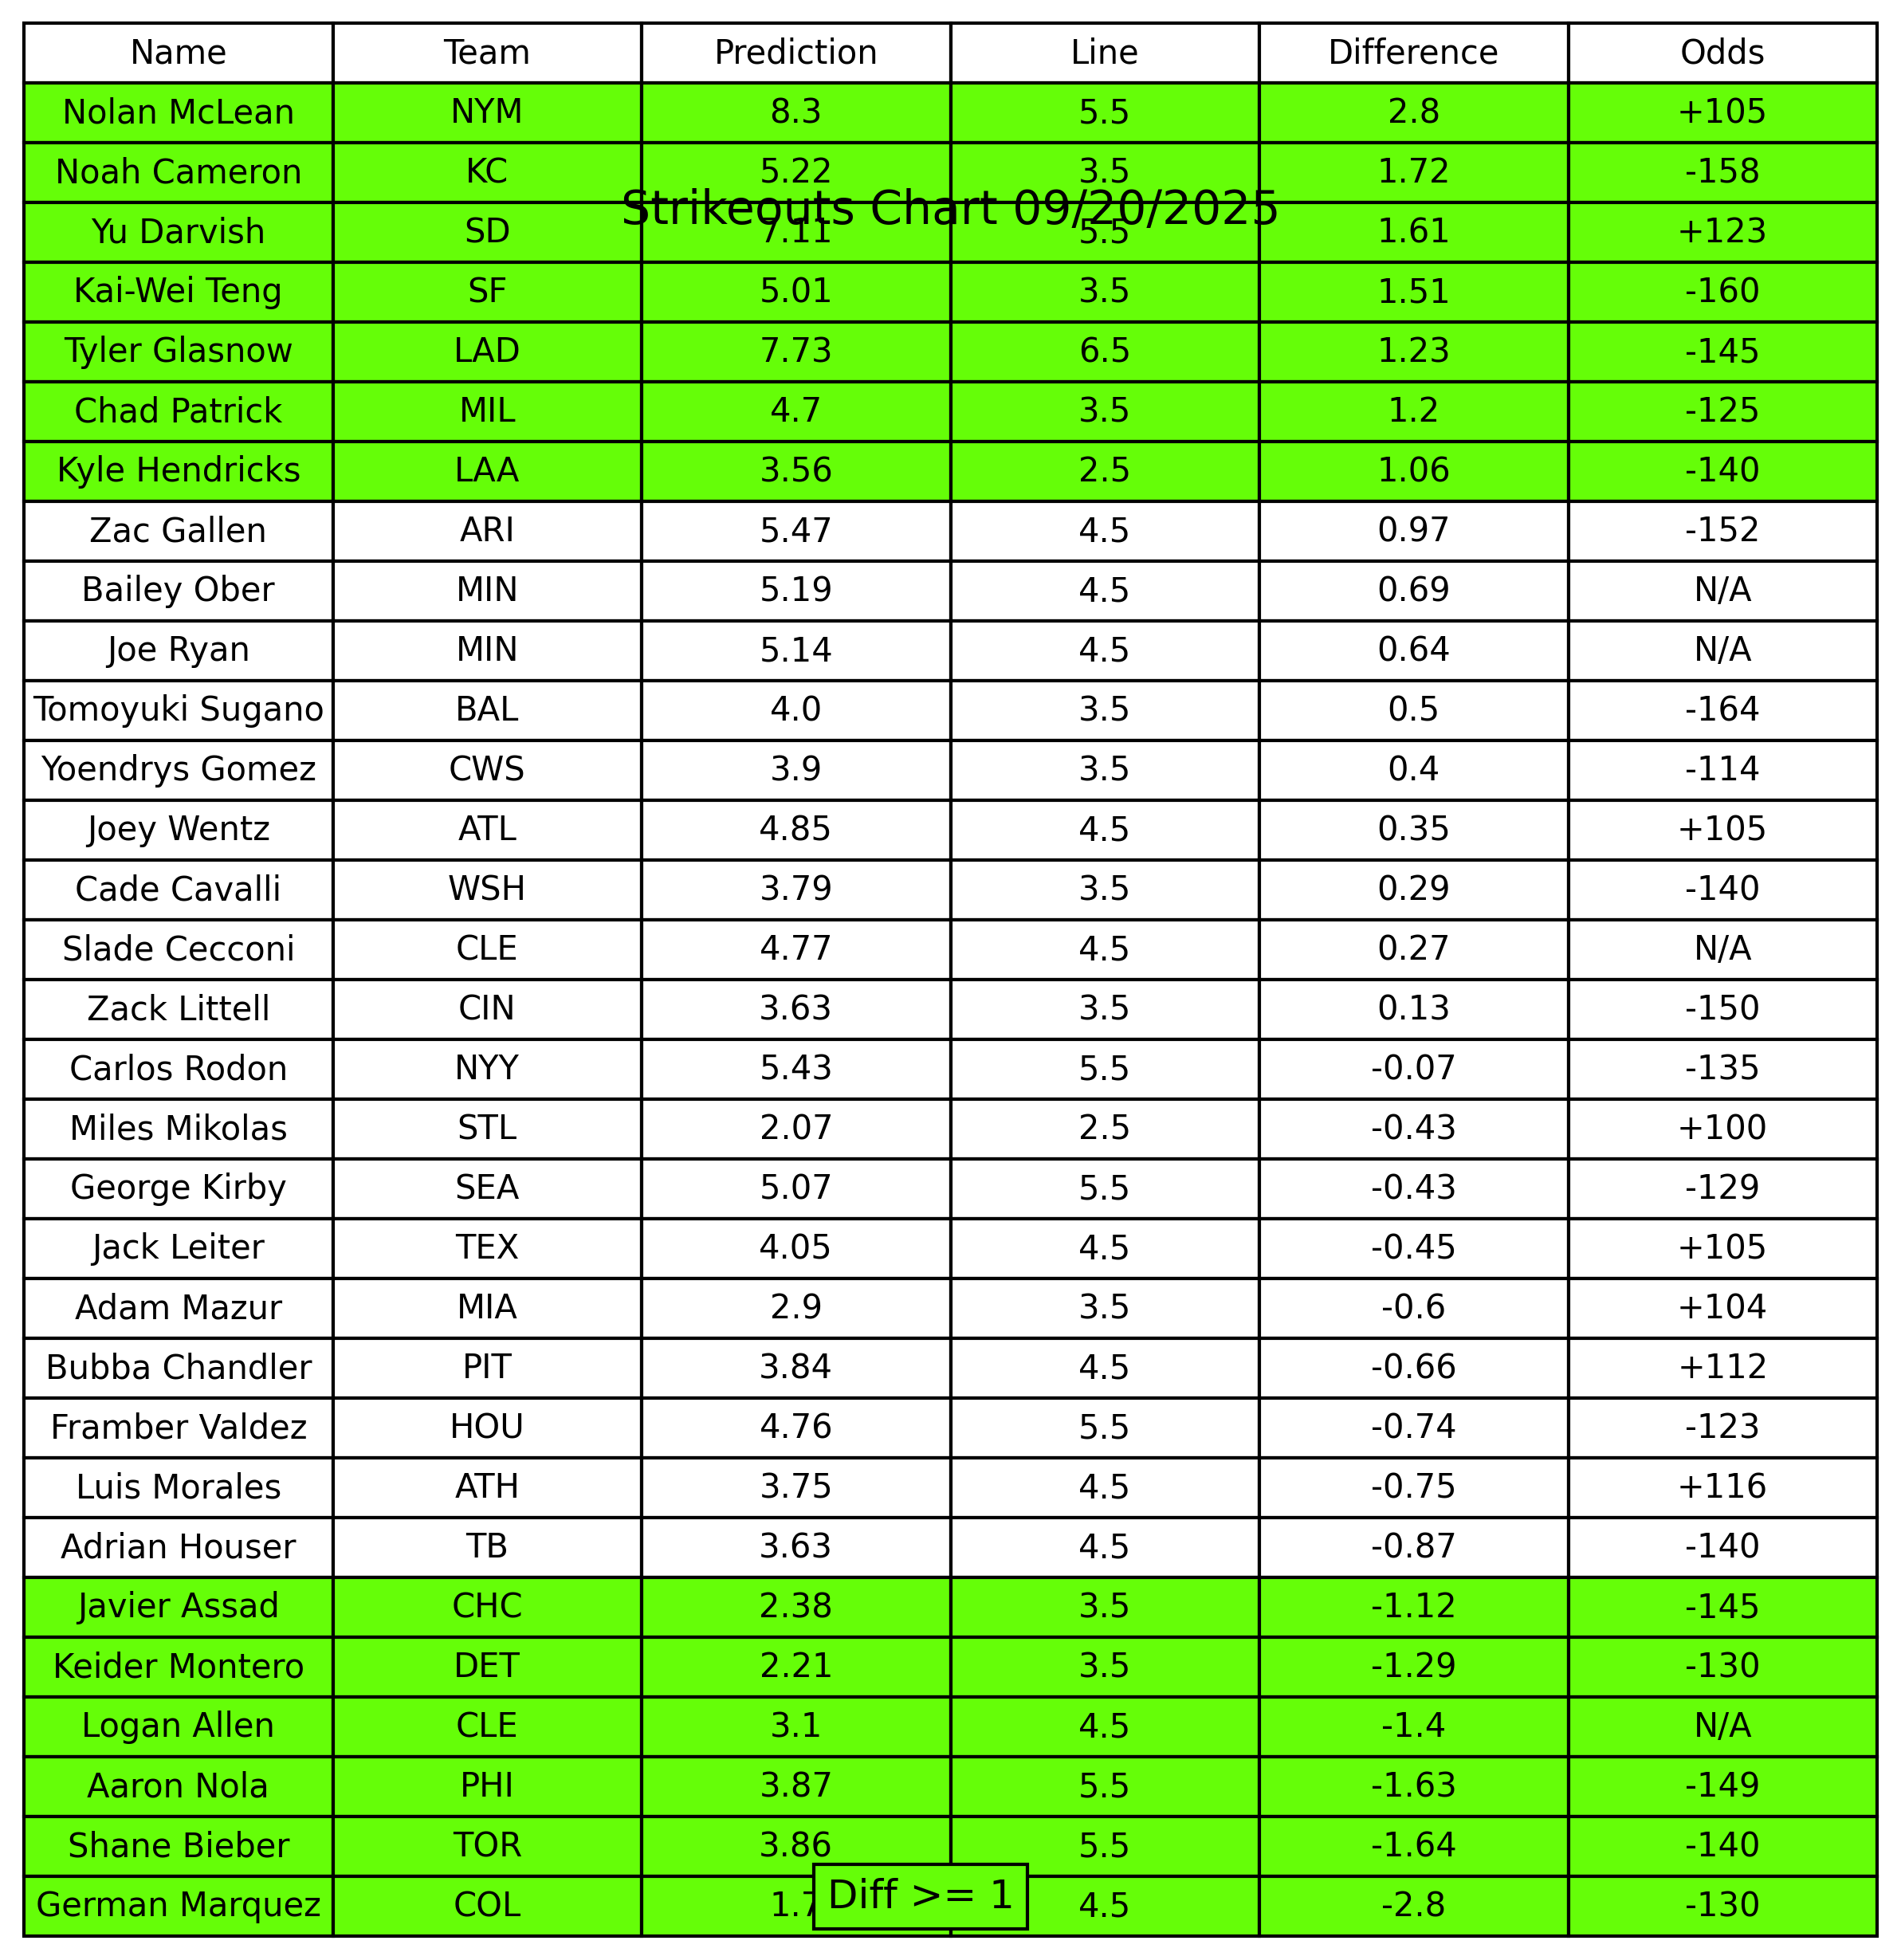 Name Team Prediction Line Difference Odds
Nolan McLean NYM 8.3 5.5 2.8 +105
Noah Cameron KC 5.22 3.5 1.72 -158
Strikeouts Chart 09/20/2025
Yu Darvish SD 7.11 5.5 1.61 +123
Kai-Wei Teng SF 5.01 3.5 1.51 -160
Tyler Glasnow LAD 7.73 6.5 1.23 -145
Chad Patrick MIL 4.7 3.5 1.2 -125
Kyle Hendricks LAA 3.56 2.5 1.06 -140
Zac Gallen ARI 5.47 4.5 0.97 -152
Bailey Ober MIN 5.19 4.5 0.69 N/A
Joe Ryan MIN 5.14 4.5 0.64 N/A
Tomoyuki Sugano BAL 4.0 3.5 0.5 -164
Yoendrys Gomez CWS 3.9 3.5 0.4 -114
Joey Wentz ATL 4.85 4.5 0.35 +105
Cade Cavalli WSH 3.79 3.5 0.29 -140
Slade Cecconi CLE 4.77 4.5 0.27 N/A
Zack Littell CIN 3.63 3.5 0.13 -150
Carlos Rodon NYY 5.43 5.5 -0.07 -135
Miles Mikolas STL 2.07 2.5 -0.43 +100
George Kirby SEA 5.07 5.5 -0.43 -129
Jack Leiter TEX 4.05 4.5 -0.45 +105
Adam Mazur MIA 2.9 3.5 -0.6 +104
Bubba Chandler PIT 3.84 4.5 -0.66 +112
Framber Valdez HOU 4.76 5.5 -0.74 -123
Luis Morales ATH 3.75 4.5 -0.75 +116
Adrian Houser TB 3.63 4.5 -0.87 -140
Javier Assad CHC 2.38 3.5 -1.12 -145
Keider Montero DET 2.21 3.5 -1.29 -130
Logan Allen CLE 3.1 4.5 -1.4 N/A
Aaron Nola PHI 3.87 5.5 -1.63 -149
Shane Bieber TOR 3.86 5.5 -1.64 -140
German Marquez COL 1.7 4.5 -2.8 -130
Diff >= 1